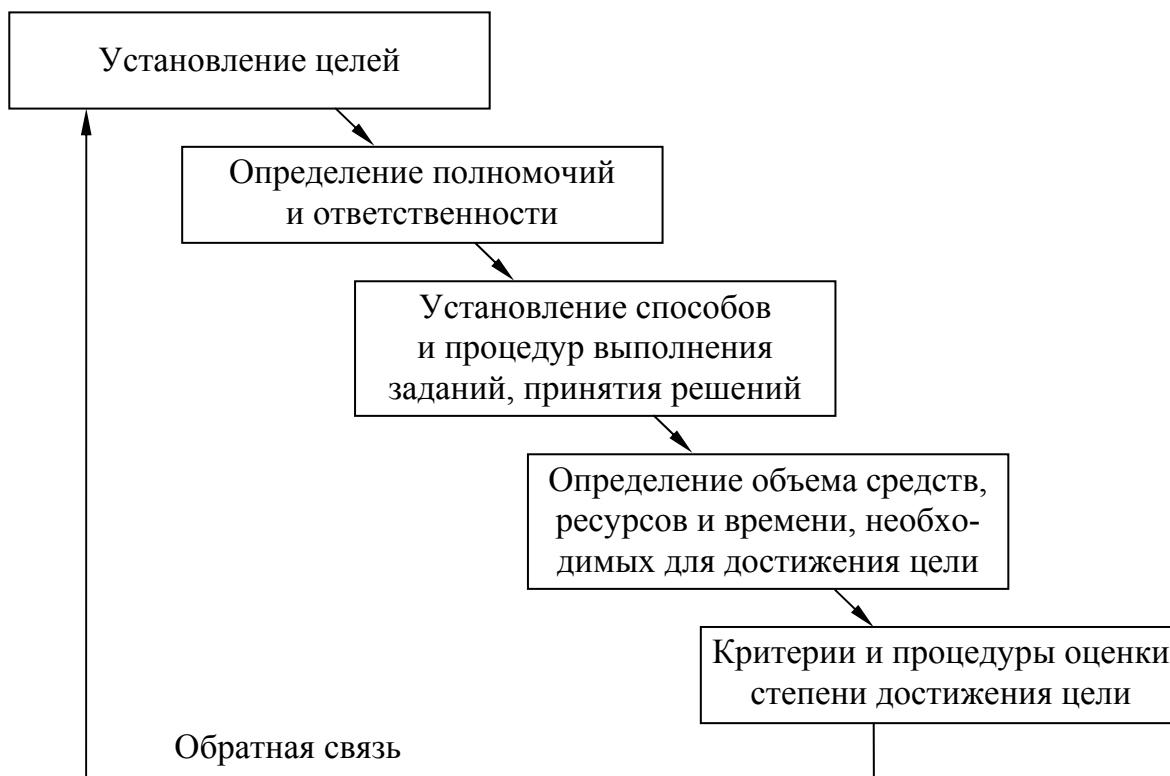 Установление целей
Определение полномочий
и ответственности
Установление способов
и процедур выполнения
заданий, принятия решений
Определение объема средств,
ресурсов и времени, необхо-
димых для достижения цели
Критерии и процедуры оценки
степени достижения цели
Обратная связь